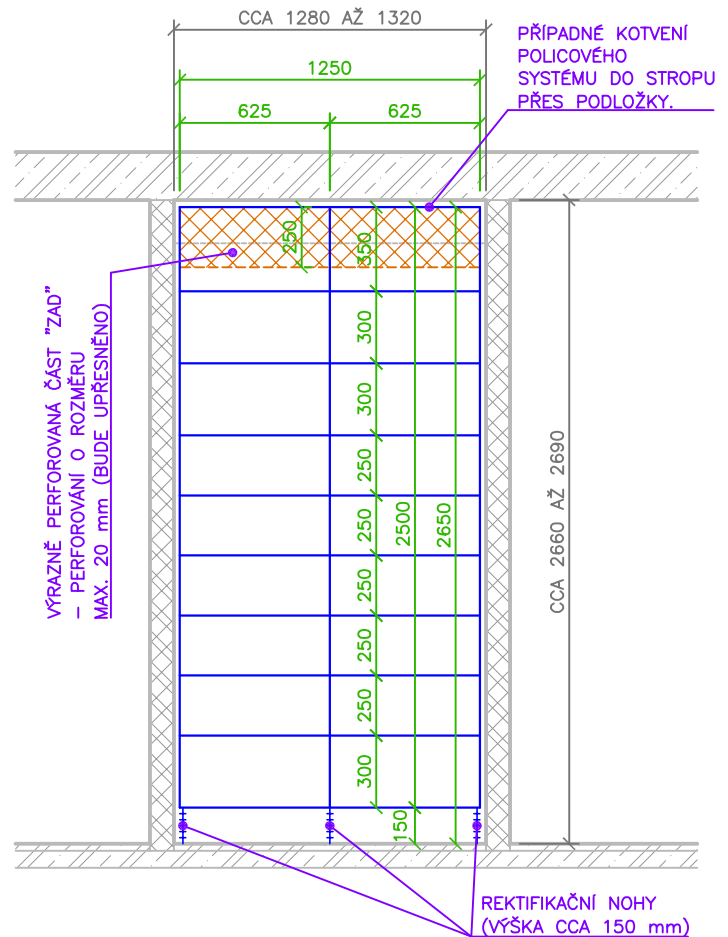 CCA 1280 AŽ 1320
PŘÍPADNÉ KOTVENÍ
POLICOVÉHO
SYSTÉMU DO STROPU
PŘES PODLOŽKY.
1250
625
625
250
350
300
300
250
250
250
250
250
300
150
2500
2650
CCA 2660 AŽ 2690
VÝRAZNĚ PERFOROVANÁ ČÁST "ZAD"
- PERFOROVÁNÍ O ROZMĚRU
MAX. 20 mm (BUDE UPŘESNĚNO)
REKTIFIKAČNÍ NOHY
(VÝŠKA CCA 150 mm)